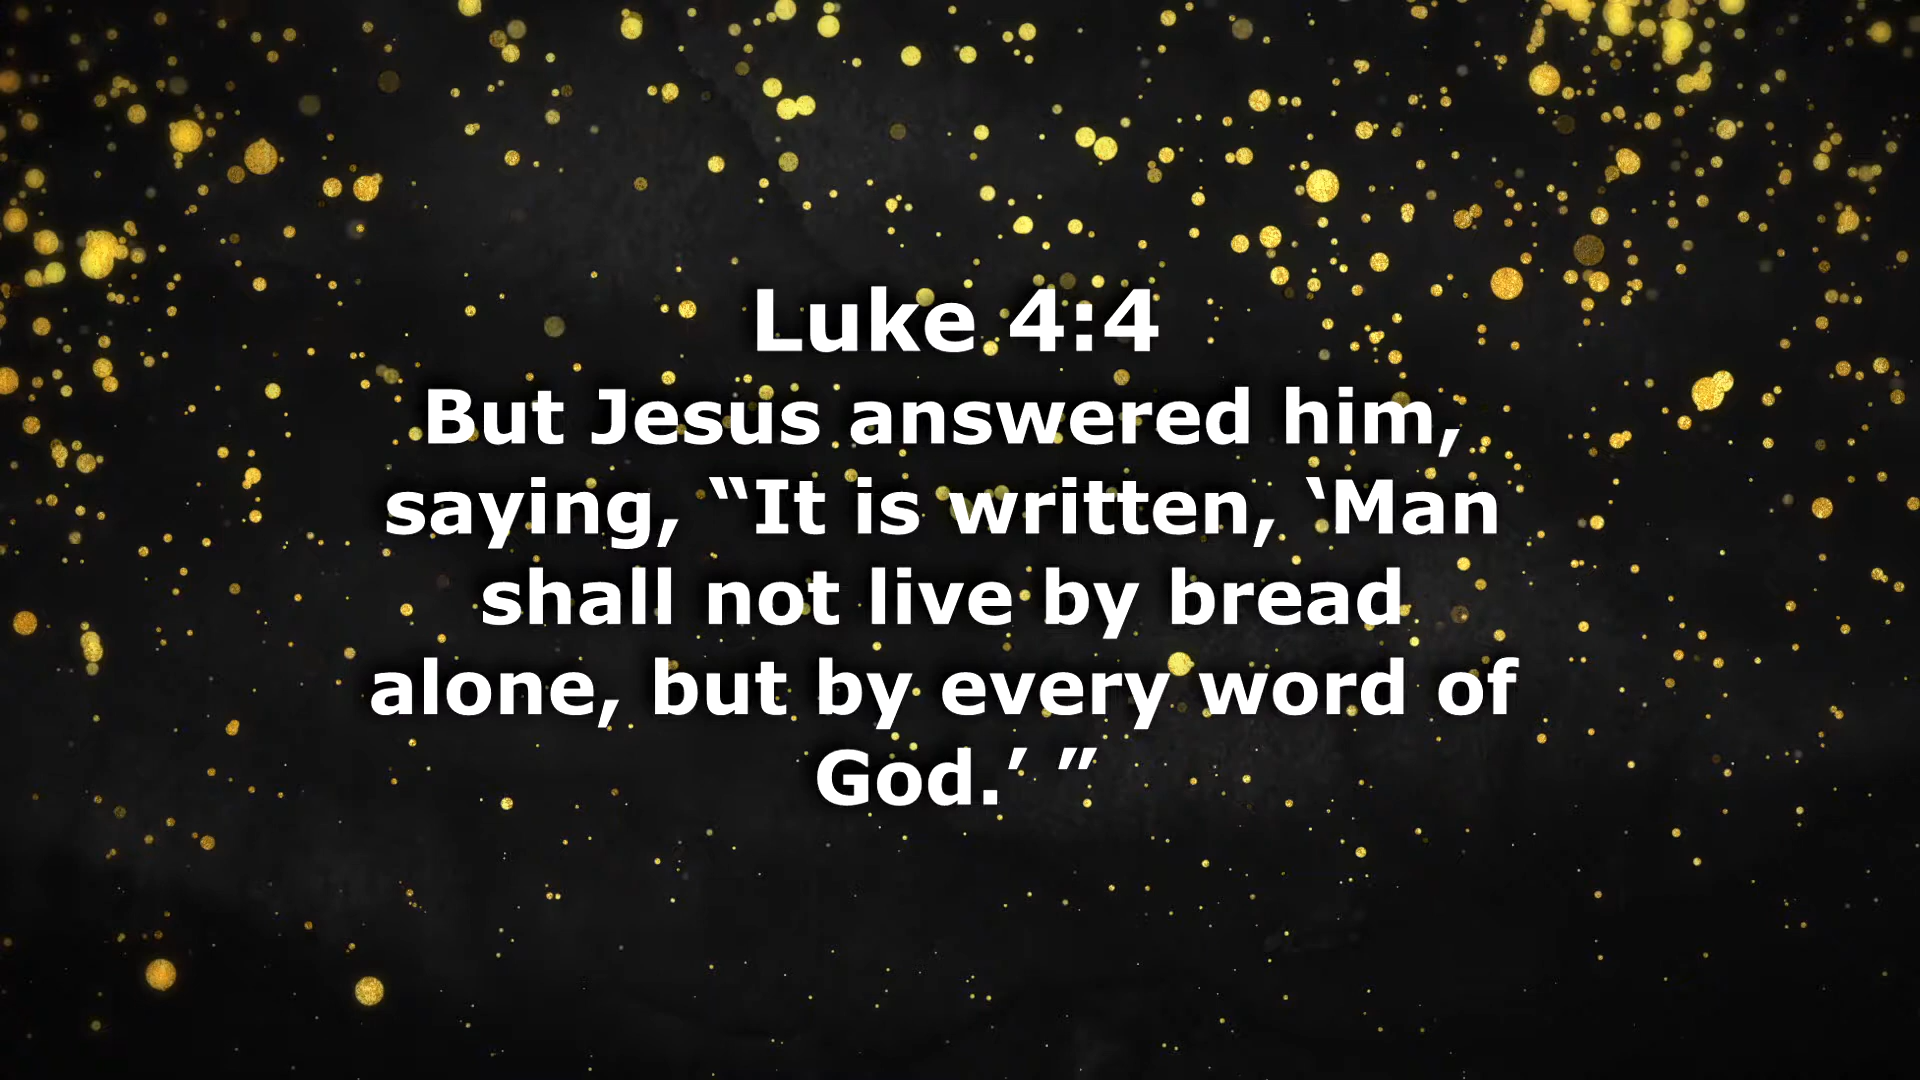 Luke 4:4
But Jesus answered him,
saying, “It is written, ‘Man
shall not live by bread
alone, but by every word of
God.’ ”